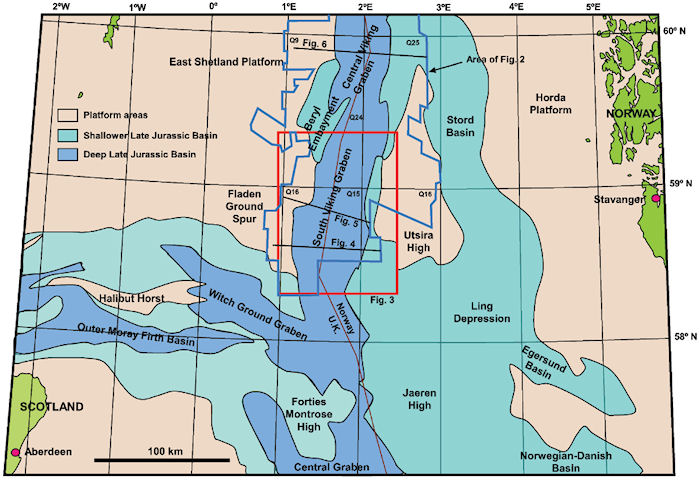 2°W
1°W
0°
1°E
2°E
3°E
4°E
5°E
60° N
Q9
Fig. 6
Q25
Central Viking
Graben
East Shetland Platform
Area of Fig. 2
Platform areas
Shallower Late Jurassic Basin
Deep Late Jurassic Basin
Beryl
Embayment
Q24
Stord
Basin
Horda
Platform
NORWAY
59° N
Fladen
Ground
Spur
Q16
South Viking Graben
Q15
Q16
Stavanger
Fig. 5
Fig. 4
Utsira
High
Halibut Horst
Witch Ground Graben
Fig. 3
Norway
U.K.
Ling
Depression
Outer Moray Firth Basin
58° N
Egersund
Basin
SCOTLAND
Forties
Montrose
High
Jaeren
High
Aberdeen
100 km
Central Graben
Norwegian-Danish
Basin